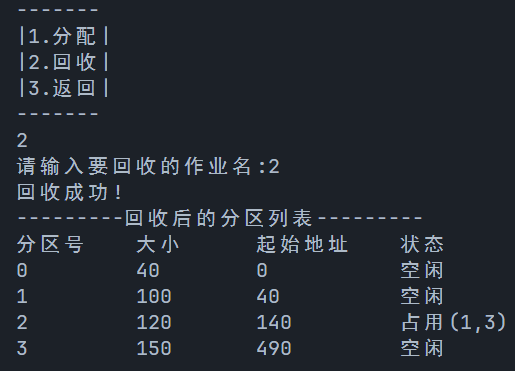 -------
|1.分配|
|2.回收|
|3.返回|
-------
2
请输入要回收的作业名:2
回收成功!
---------回收后的分区列表---------
分区号 大小 起始地址 状态
0 40 0 空闲
1 100 40 空闲
2 120 140 占用(1,3)
3 150 490 空闲